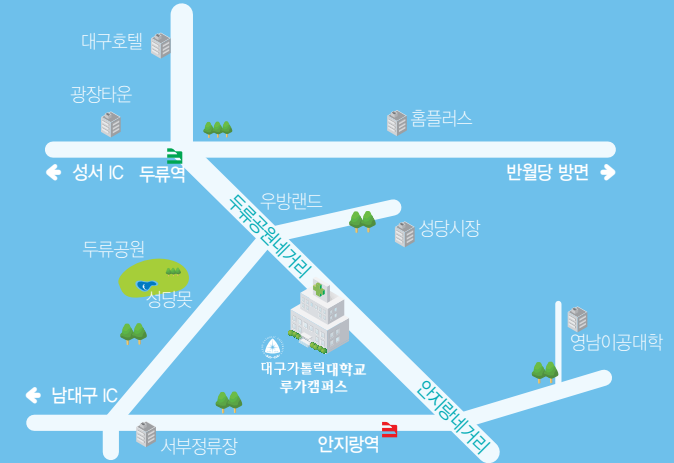 대구호텔
광장타운
홈플러스
성서 IC
두류역
반월당 방면
우방랜드
두류공원네거리
성당시장
두류공원
성당못
영남이공대학
대구가톨릭대학교
루가캠퍼스
남대구 IC
안지랑네거리
서부정류장
안지랑역